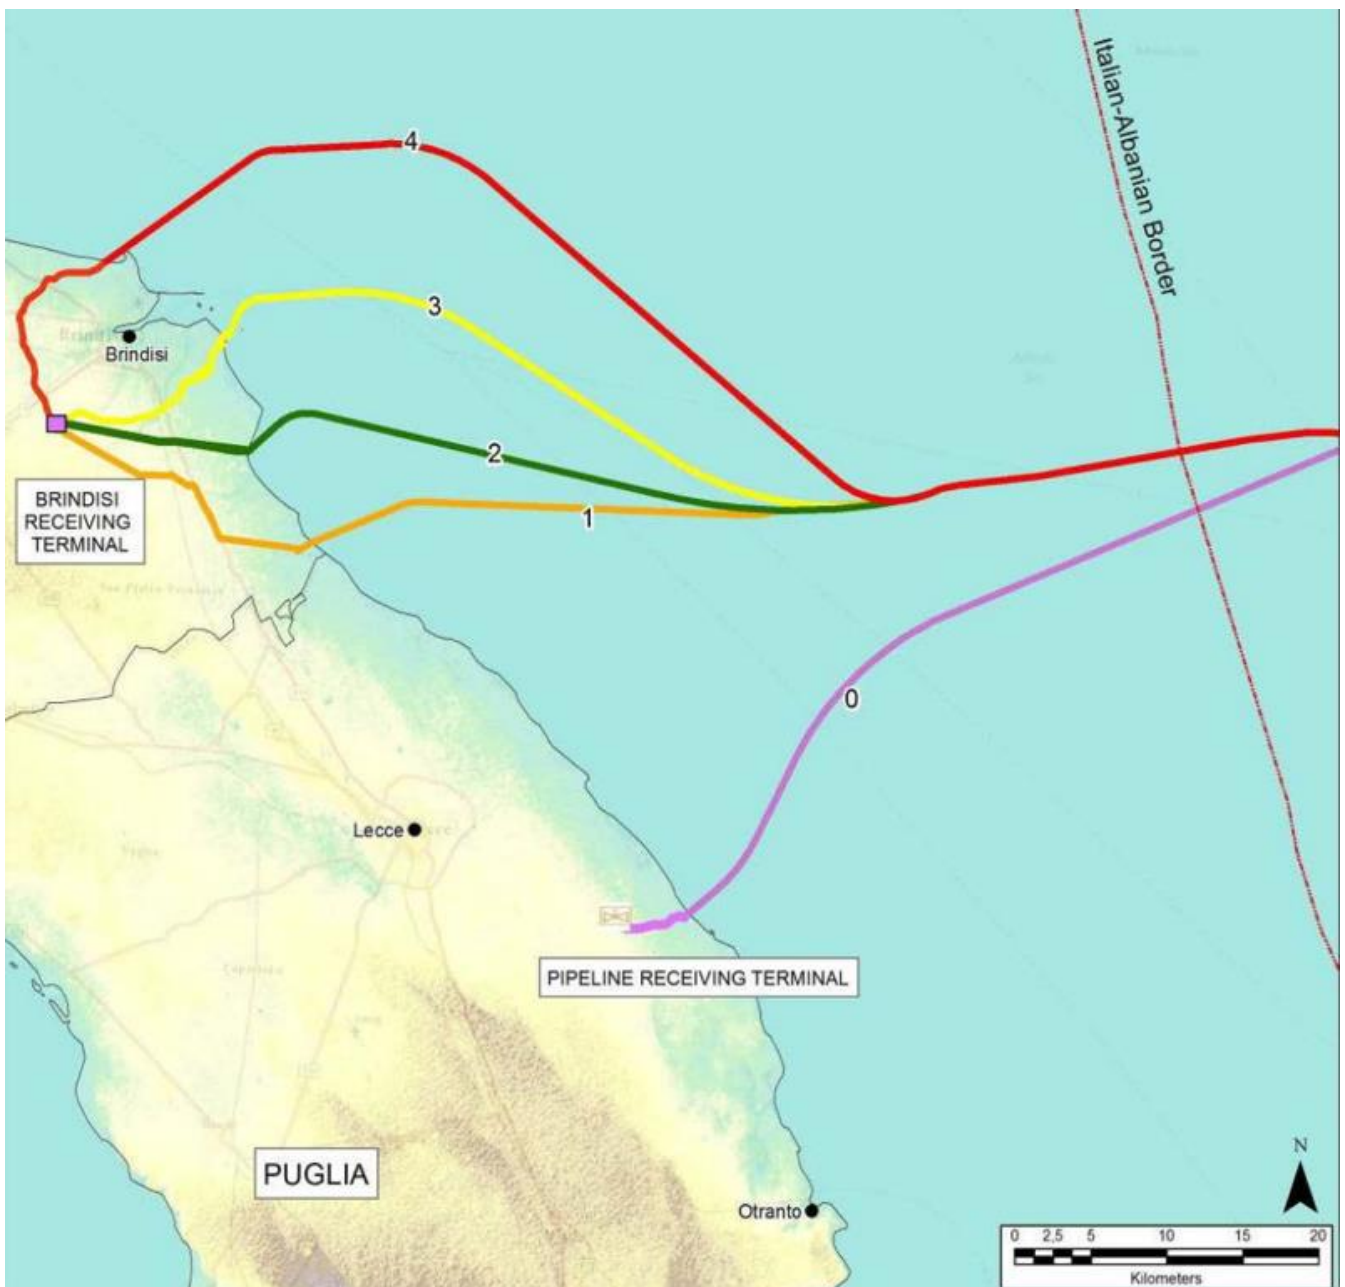 Italian-Albanian Border
4
3
Brindisi
2
BRINDISI
RECEIVING
TERMINAL
1
0
Lecce
PIPELINE RECEIVING TERMINAL
PUGLIA
Otranto
N
0 2,5 5 10 15 20
Kilometers